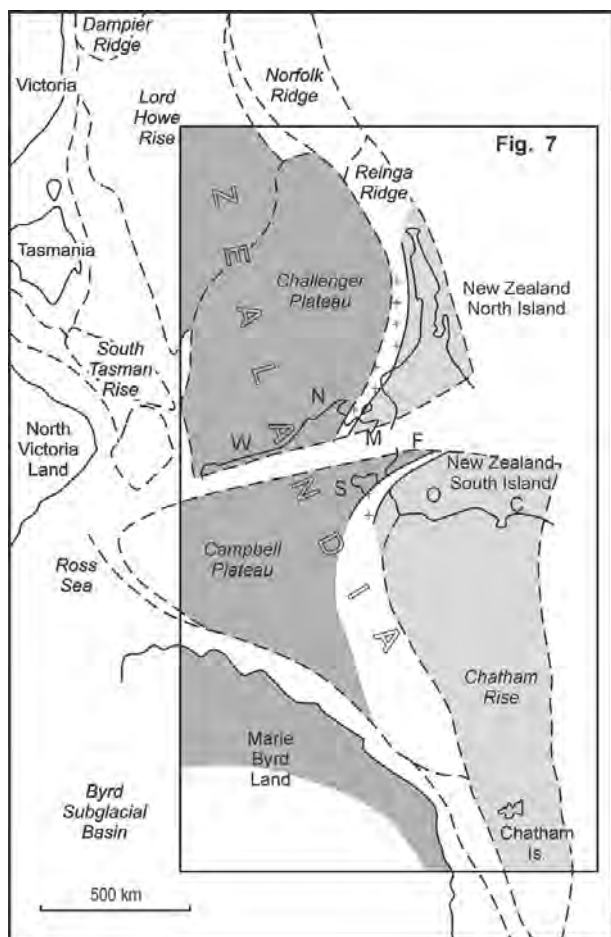 Dampier
Ridge
Victoria
Norfolk
Ridge
Lord
Howe
Rise
Fig. 7
Reinga
Ridge
ZEALANDIA
Tasmania
Challenger
Plateau
New Zealand
North Island
South
Tasman
Rise
N
W
M
F
North
Victoria
Land
New Zealand
South Island
S
O
C
Campbell
Plateau
Ross
Sea
Chatham
Rise
Marie
Byrd
Land
Byrd
Subglacial
Basin
Chatham
Is.
500 km